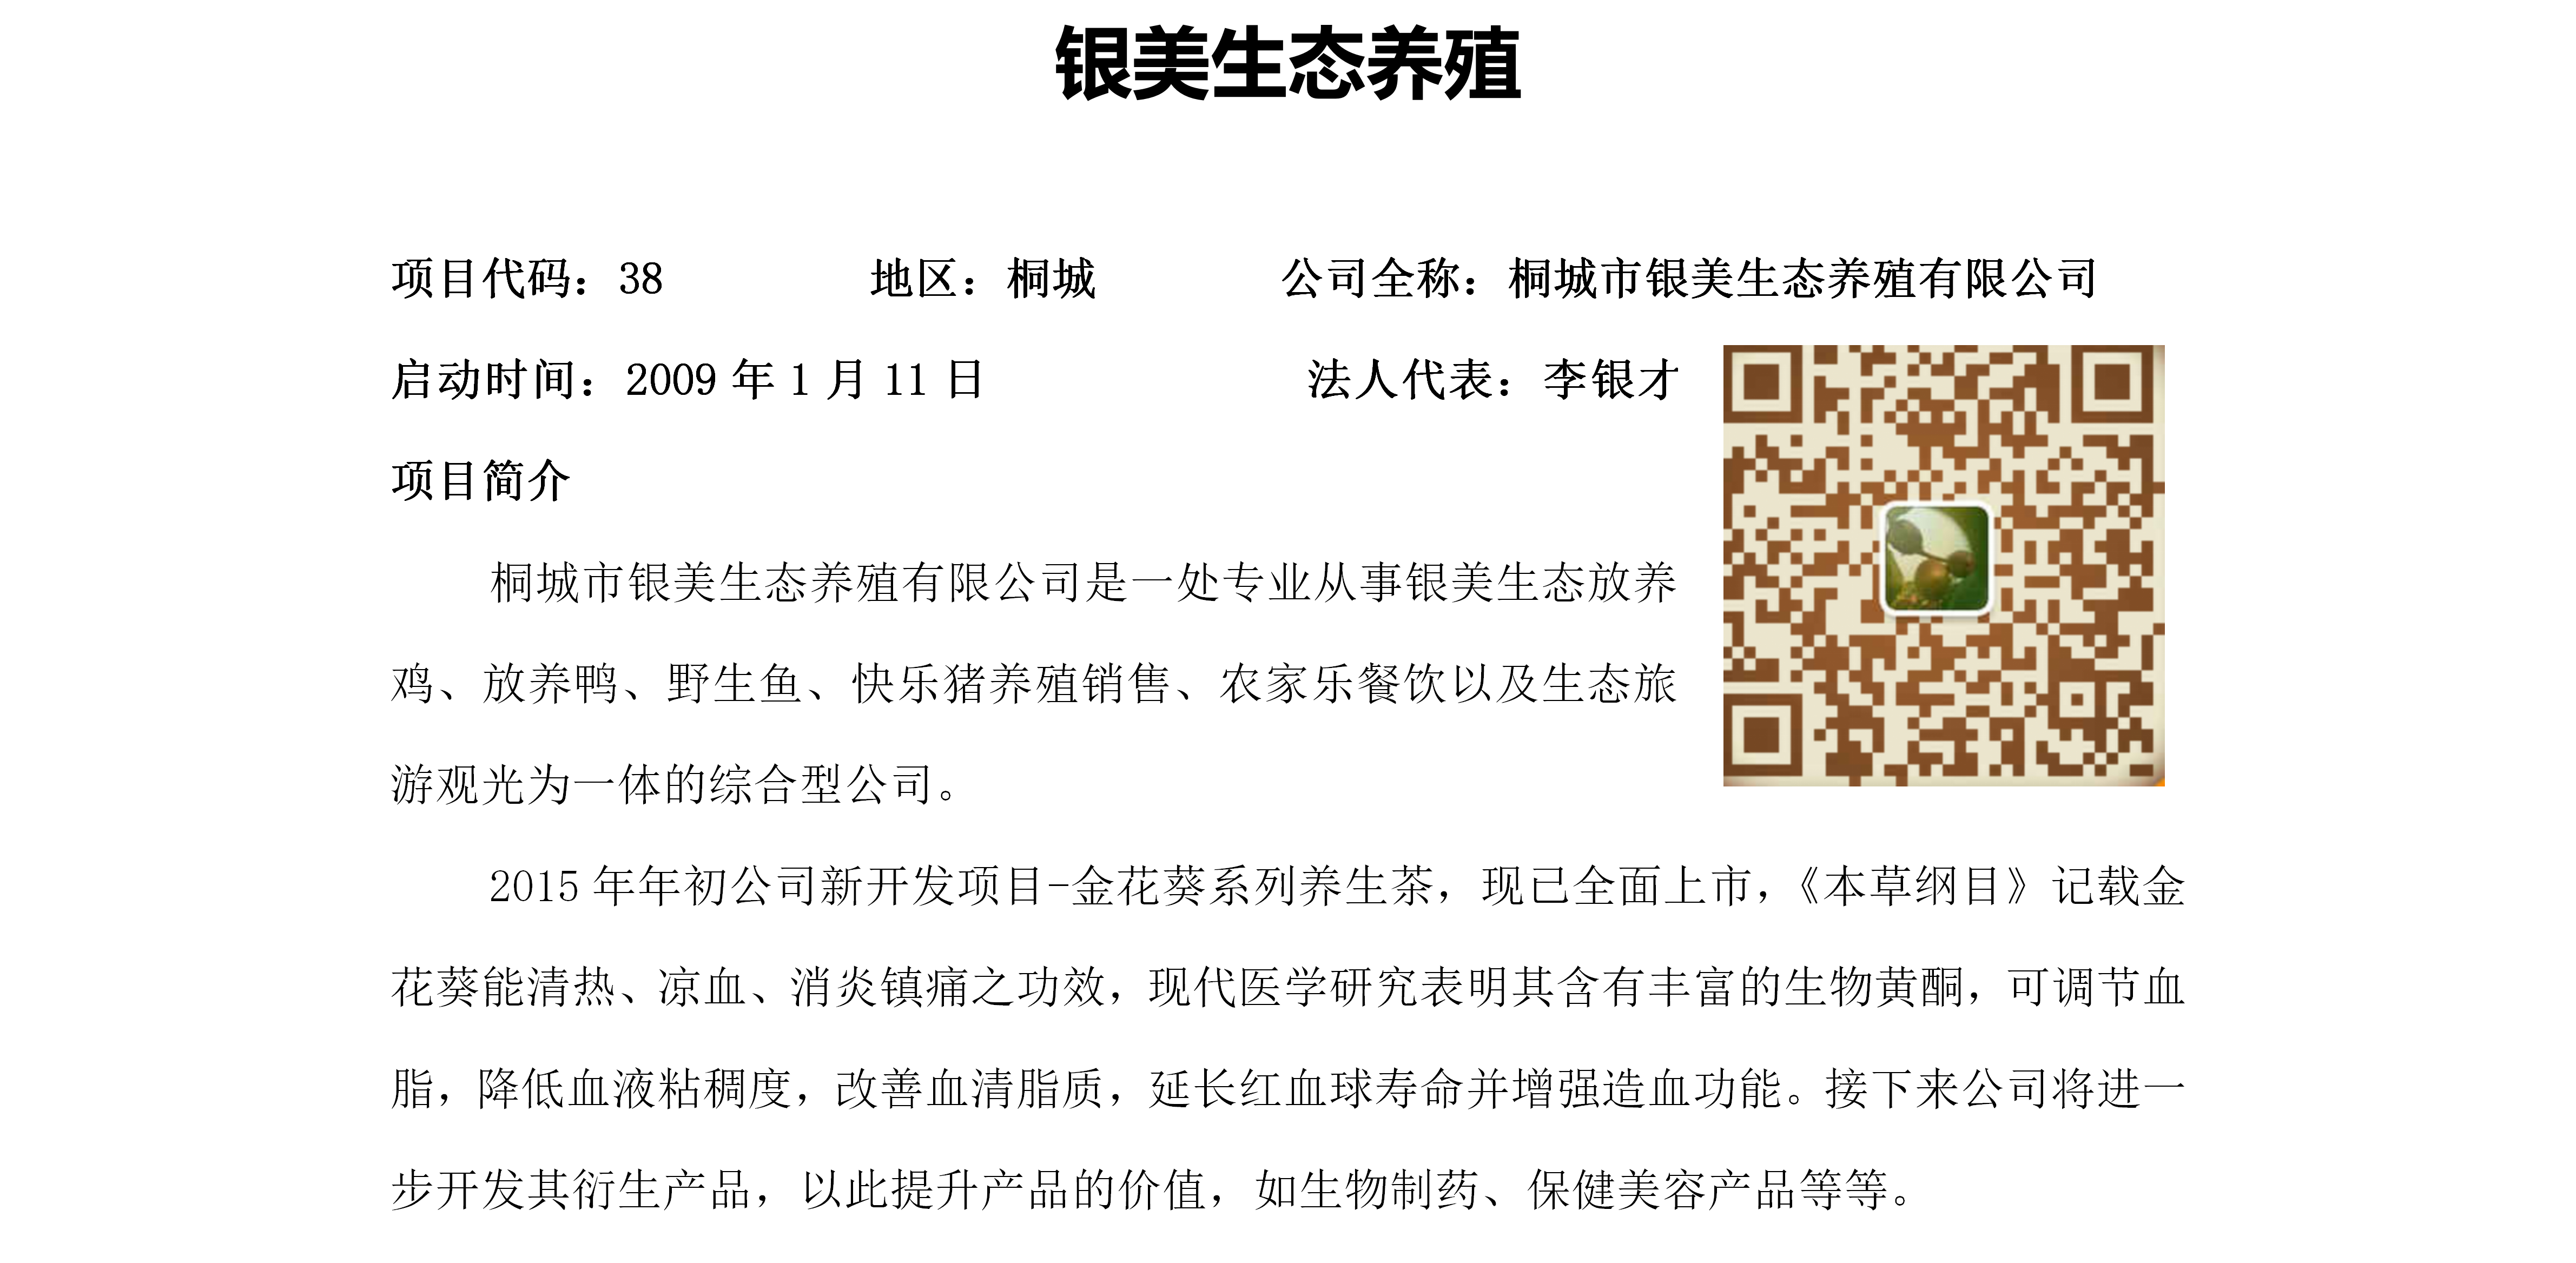 银美生态养殖
项目代码：38 地区：桐城 公司全称：桐城市银美生态养殖有限公司
启动时间：2009 年 1 月 11 日 法人代表：李银才
项目简介
桐城市银美生态养殖有限公司是一处专业从事银美生态放养
鸡、放养鸭、野生鱼、快乐猪养殖销售、农家乐餐饮以及生态旅
游观光为一体的综合型公司。
2015 年年初公司新开发项目-金花葵系列养生茶，现已全面上市，《本草纲目》记载金
花葵能清热、凉血、消炎镇痛之功效，现代医学研究表明其含有丰富的生物黄酮，可调节血
脂，降低血液粘稠度，改善血清脂质，延长红血球寿命并增强造血功能。接下来公司将进一
步开发其衍生产品，以此提升产品的价值，如生物制药、保健美容产品等等。